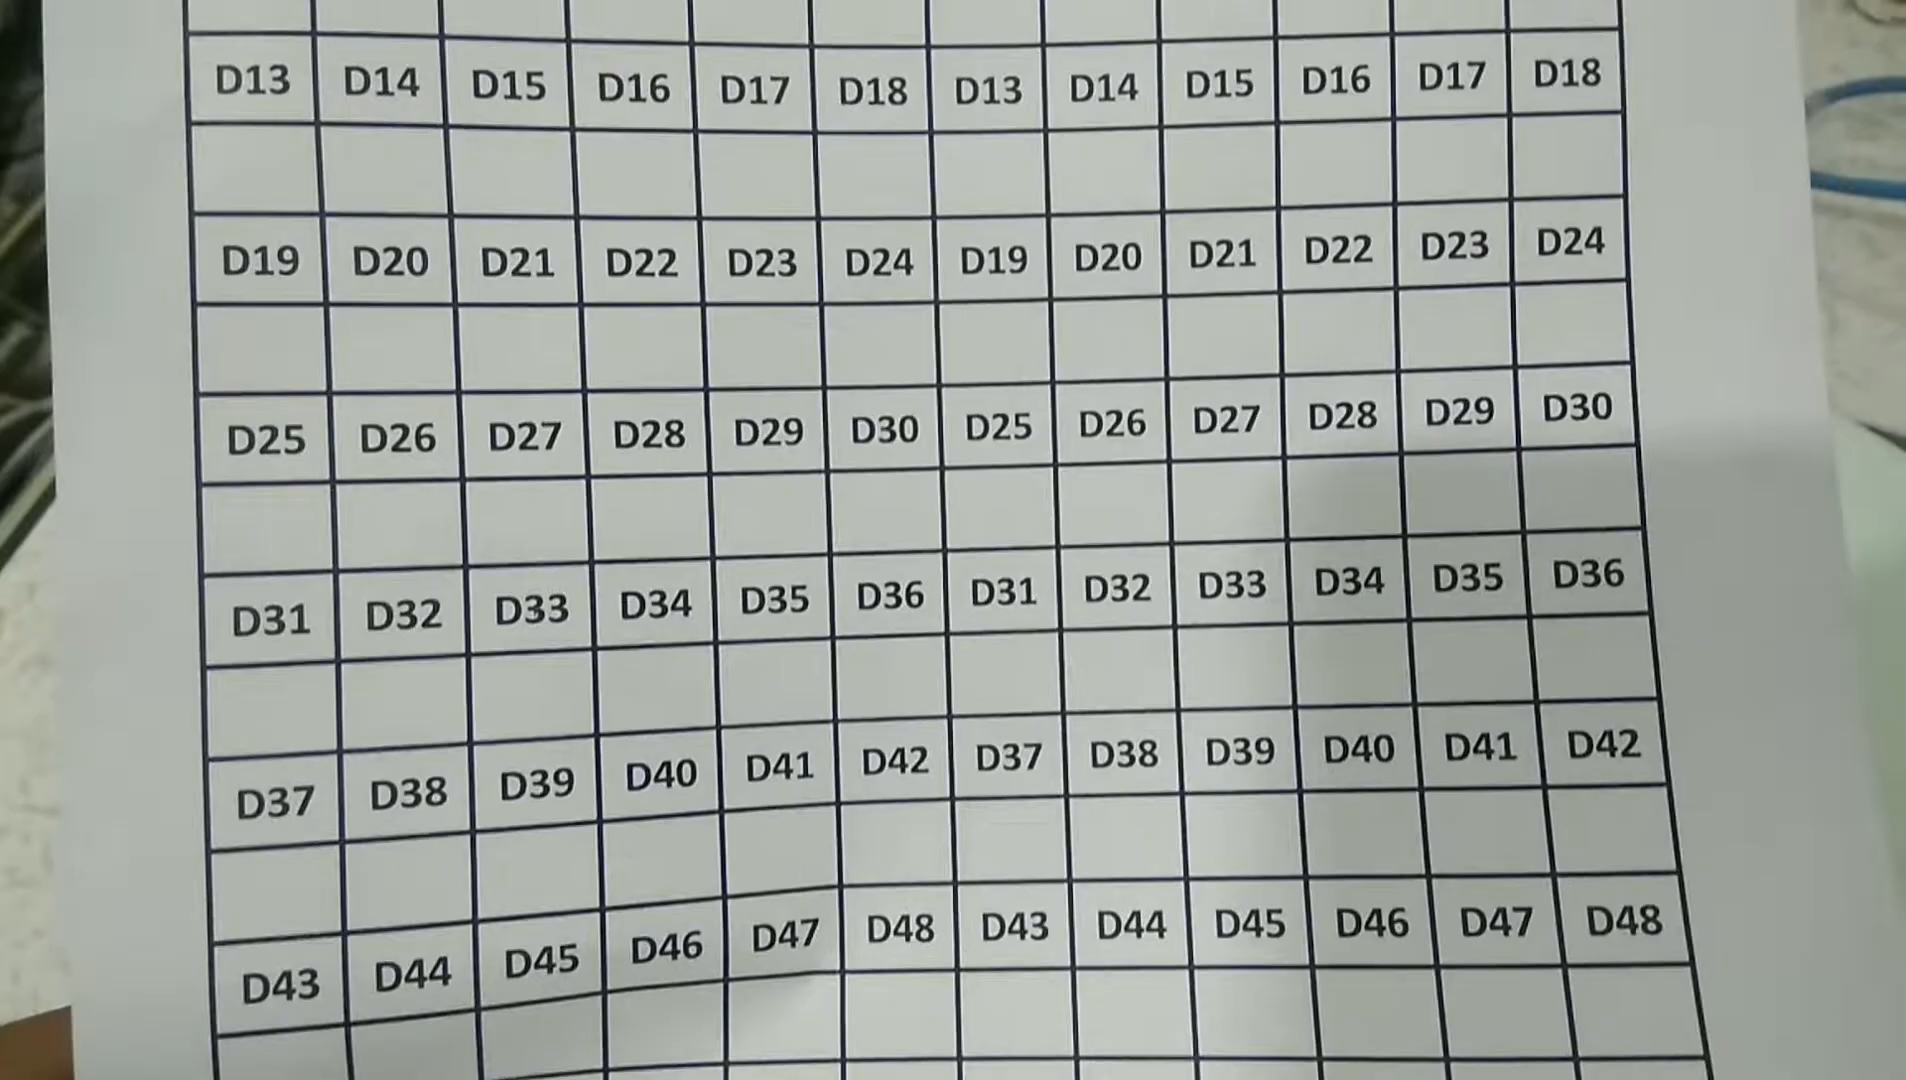 D13 D14 D15 D16 D17 D18 D13 D14 D15 D16 D17 D18
D19 D20 D21 D22 D23 D24 D19 D20 D21 D22 D23 D24
D25 D26 D27 D28 D29 D30 D25 D26 D27 D28 D29 D30
D31 D32 D33 D34 D35 D36 D31 D32 D33 D34 D35 D36
D37 D38 D39 D40 D41 D42 D37 D38 D39 D40 D41 D42
D43 D44 D45 D46 D47 D48 D43 D44 D45 D46 D47 D48